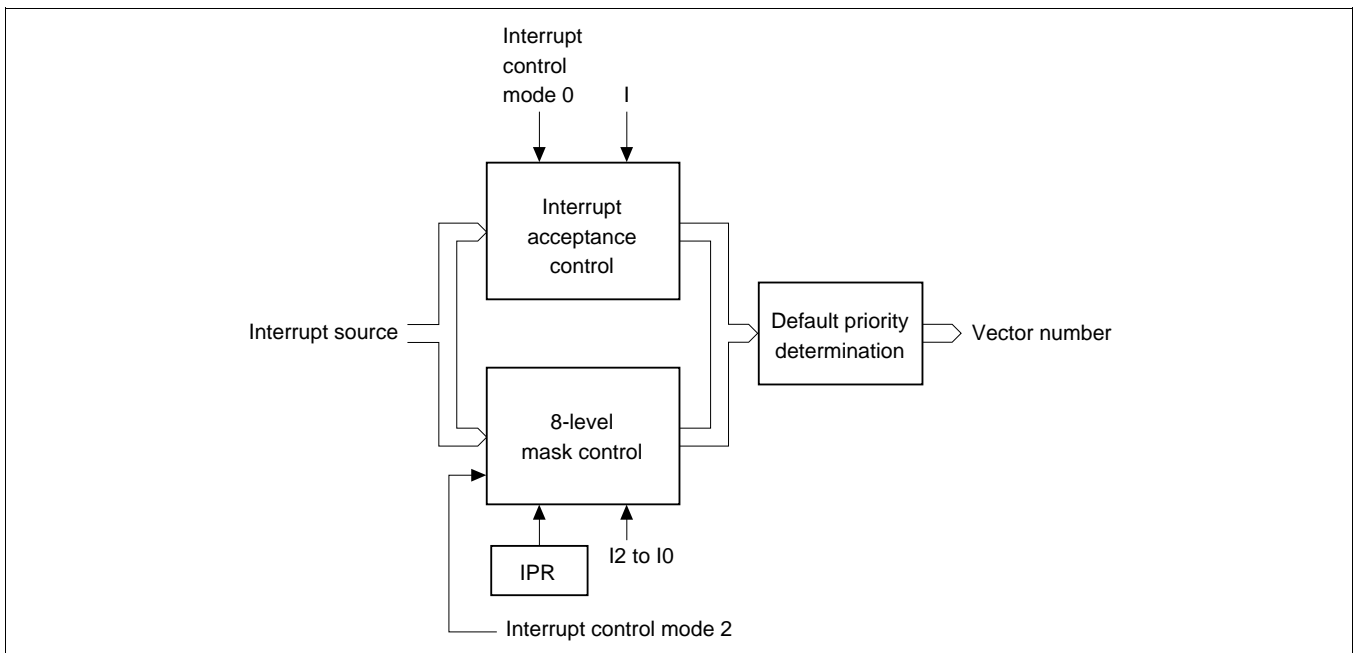 Interrupt
control
mode 0
I
Interrupt
acceptance
control
Interrupt source
Default priority
determination
Vector number
8-level
mask control
IPR
I2 to I0
Interrupt control mode 2